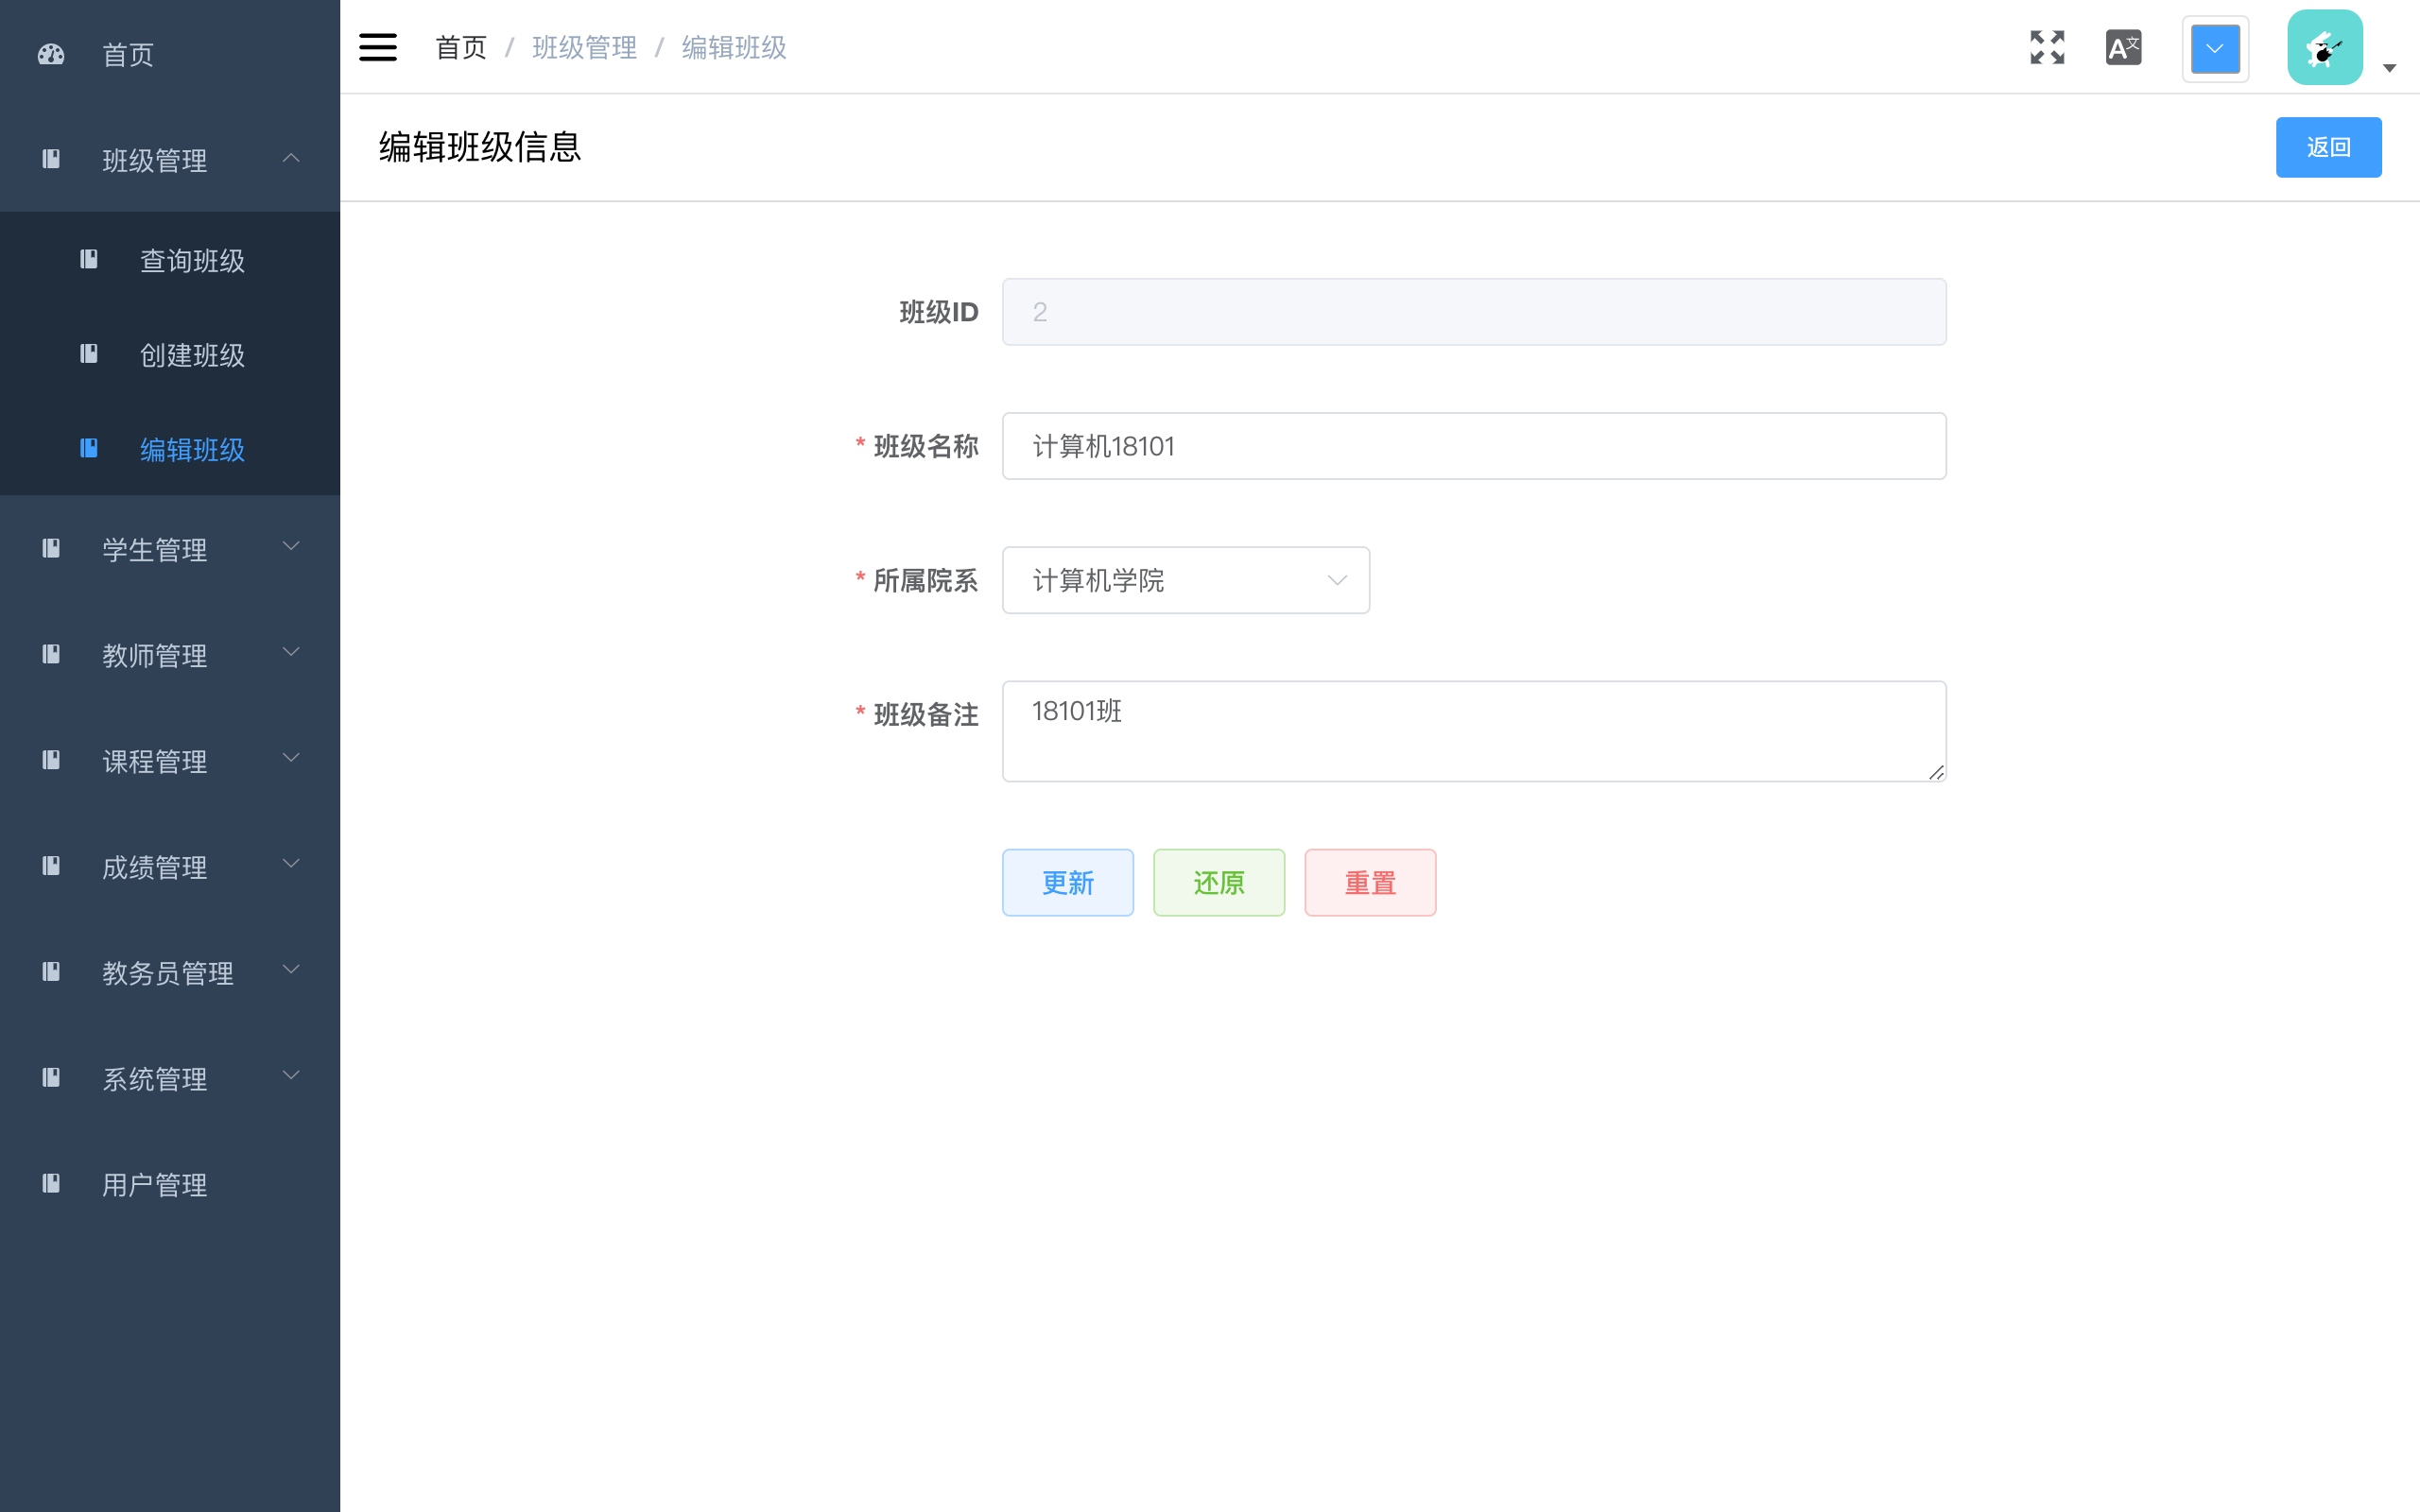 首页
班级管理
查询班级
创建班级
编辑班级
学生管理
教师管理
课程管理
成绩管理
教务员管理
系统管理
用户管理
首页 / 班级管理 / 编辑班级
编辑班级信息
返回
班级ID 2
* 班级名称 计算机18101
* 所属院系 计算机学院
* 班级备注 18101班
更新 还原 重置